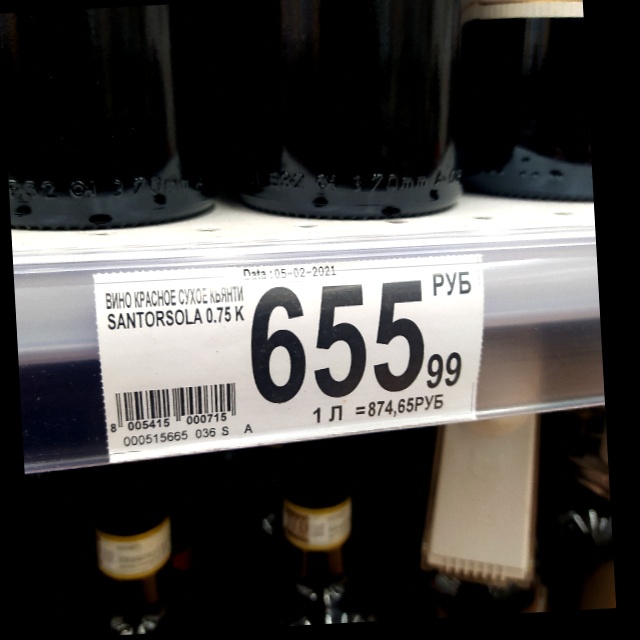 Data :05-02-2021
ВИНО КРАСНОЕ СУХОЕ КЬЯНТИ
SANTORSOLA 0.75 K
655 99 РУБ
1 Л =874,65РУБ
8 005415 000715
000515665 036 S A